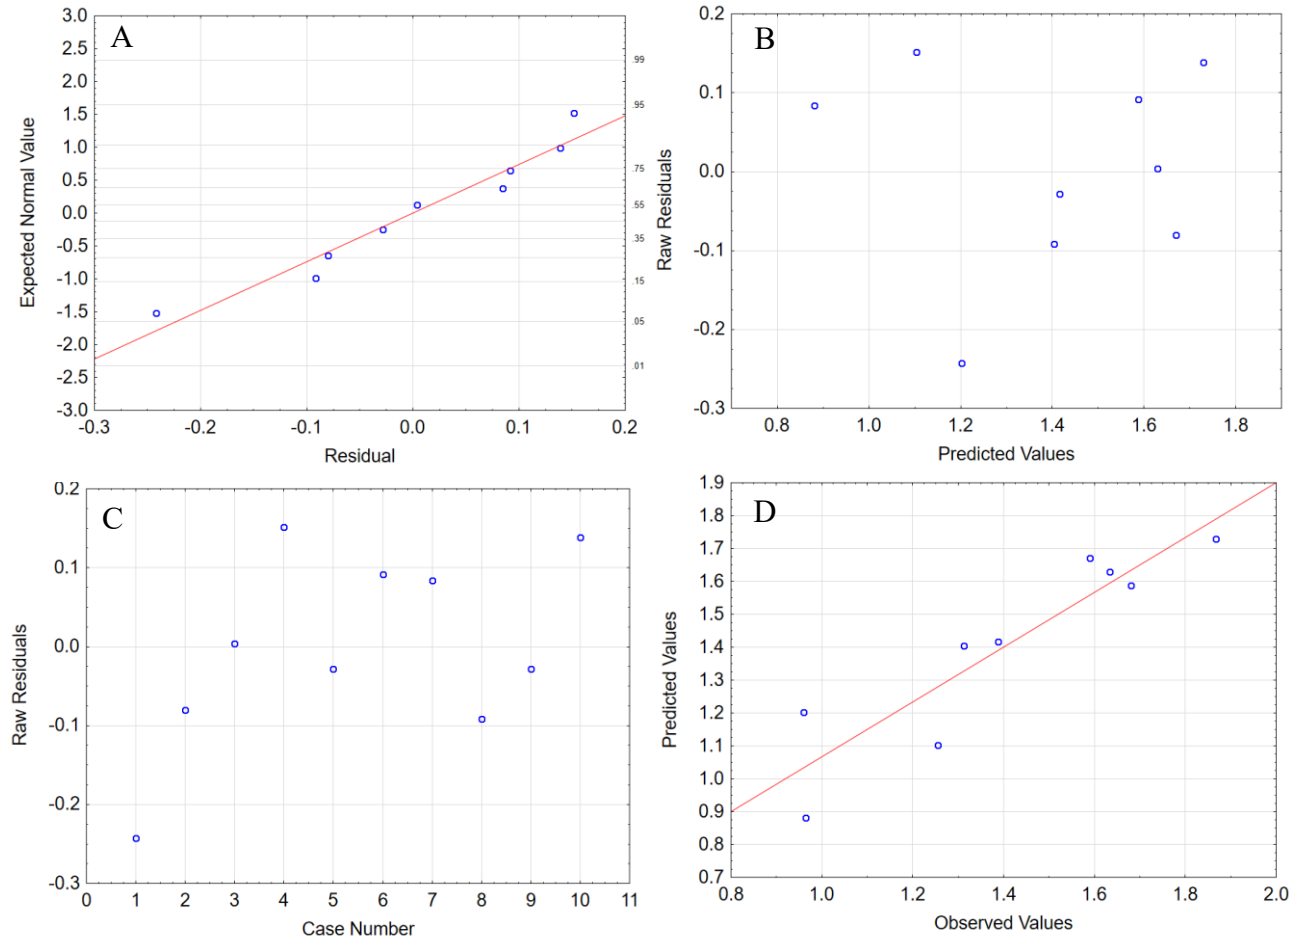 A
3.0
2.5
2.0
1.5
1.0
0.5
0.0
-0.5
-1.0
-1.5
-2.0
-2.5
-3.0
Expected Normal Value
.99
.95
.75
.55
.35
.15
.05
.01
-0.3 -0.2 -0.1 0.0 0.1 0.2
Residual
B
0.2
0.1
0.0
-0.1
-0.2
-0.3
Raw Residuals
0.8 1.0 1.2 1.4 1.6 1.8
Predicted Values
C
0.2
0.1
0.0
-0.1
-0.2
-0.3
Raw Residuals
0 1 2 3 4 5 6 7 8 9 10 11
Case Number
D
1.9
1.8
1.7
1.6
1.5
1.4
1.3
1.2
1.1
1.0
0.9
0.8
0.7
Predicted Values
0.8 1.0 1.2 1.4 1.6 1.8 2.0
Observed Values